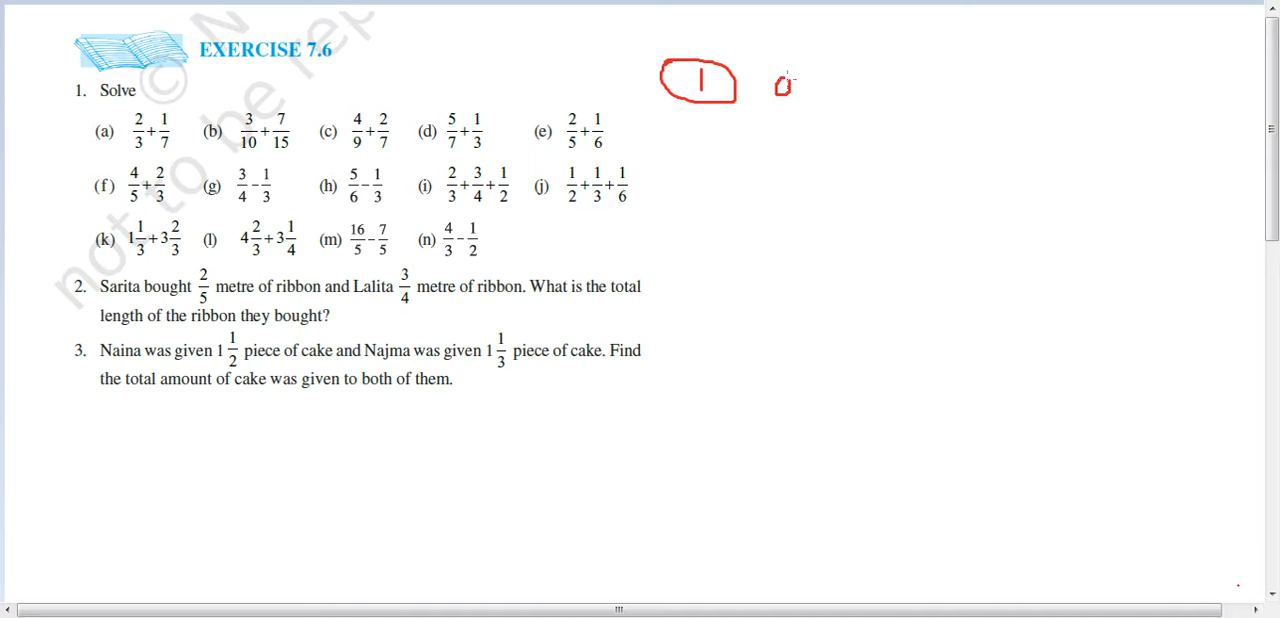 EXERCISE 7.6
1. Solve
(a) 2/3 + 1/7 (b) 3/10 + 7/15 (c) 4/9 + 2/7 (d) 5/7 + 1/3 (e) 2/5 + 1/6
(f) 4/5 + 2/3 (g) 3/4 − 1/3 (h) 5/6 − 1/3 (i) 2/3 + 3/4 + 1/2 (j) 1/2 + 1/3 + 1/6
(k) 1 1/3 + 3 2/3 (l) 4 2/3 + 3 1/4 (m) 16/5 − 7/5 (n) 4/3 − 1/2
2. Sarita bought 2/5 metre of ribbon and Lalita 3/4 metre of ribbon. What is the total
length of the ribbon they bought?
3. Naina was given 1 1/2 piece of cake and Najma was given 1 1/3 piece of cake. Find
the total amount of cake was given to both of them.
1
© N
not to be rep